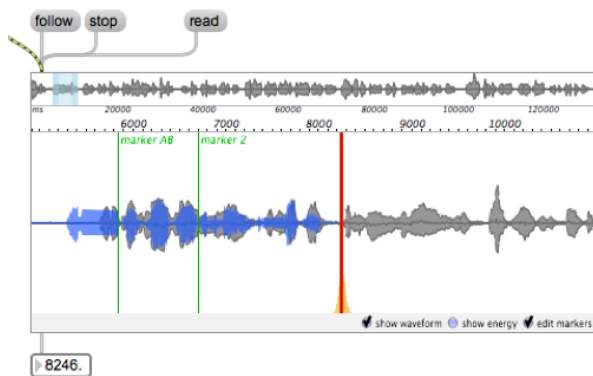 follow stop read
ms 20000 40000 60000 80000 100000 120000
6000 7000 8000 9000 10000
marker AB marker 2
show waveform show energy edit markers
8246.